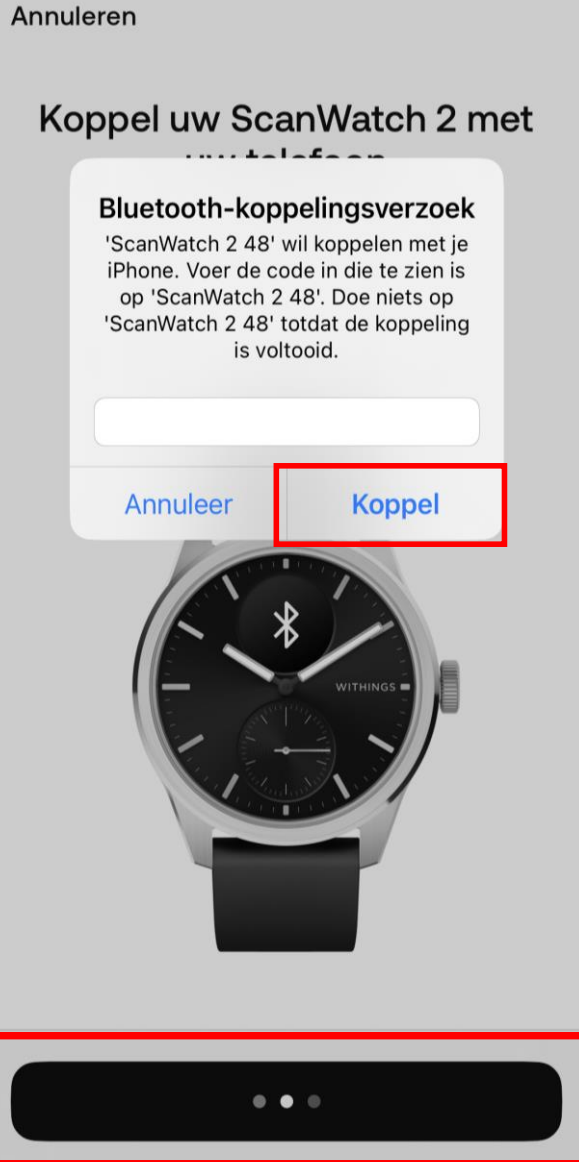 Annuleren
Koppel uw ScanWatch 2 met
uw telefoon
Bluetooth-koppelingsverzoek
'ScanWatch 2 48' wil koppelen met je
iPhone. Voer de code in die te zien is
op 'ScanWatch 2 48'. Doe niets op
'ScanWatch 2 48' totdat de koppeling
is voltooid.
Annuleer
Koppel
WITHINGS